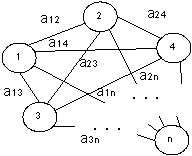 a12
2
a24
a14
1
4
a23
a2n
a13
a1n
. . .
3
. . .
a3n
n